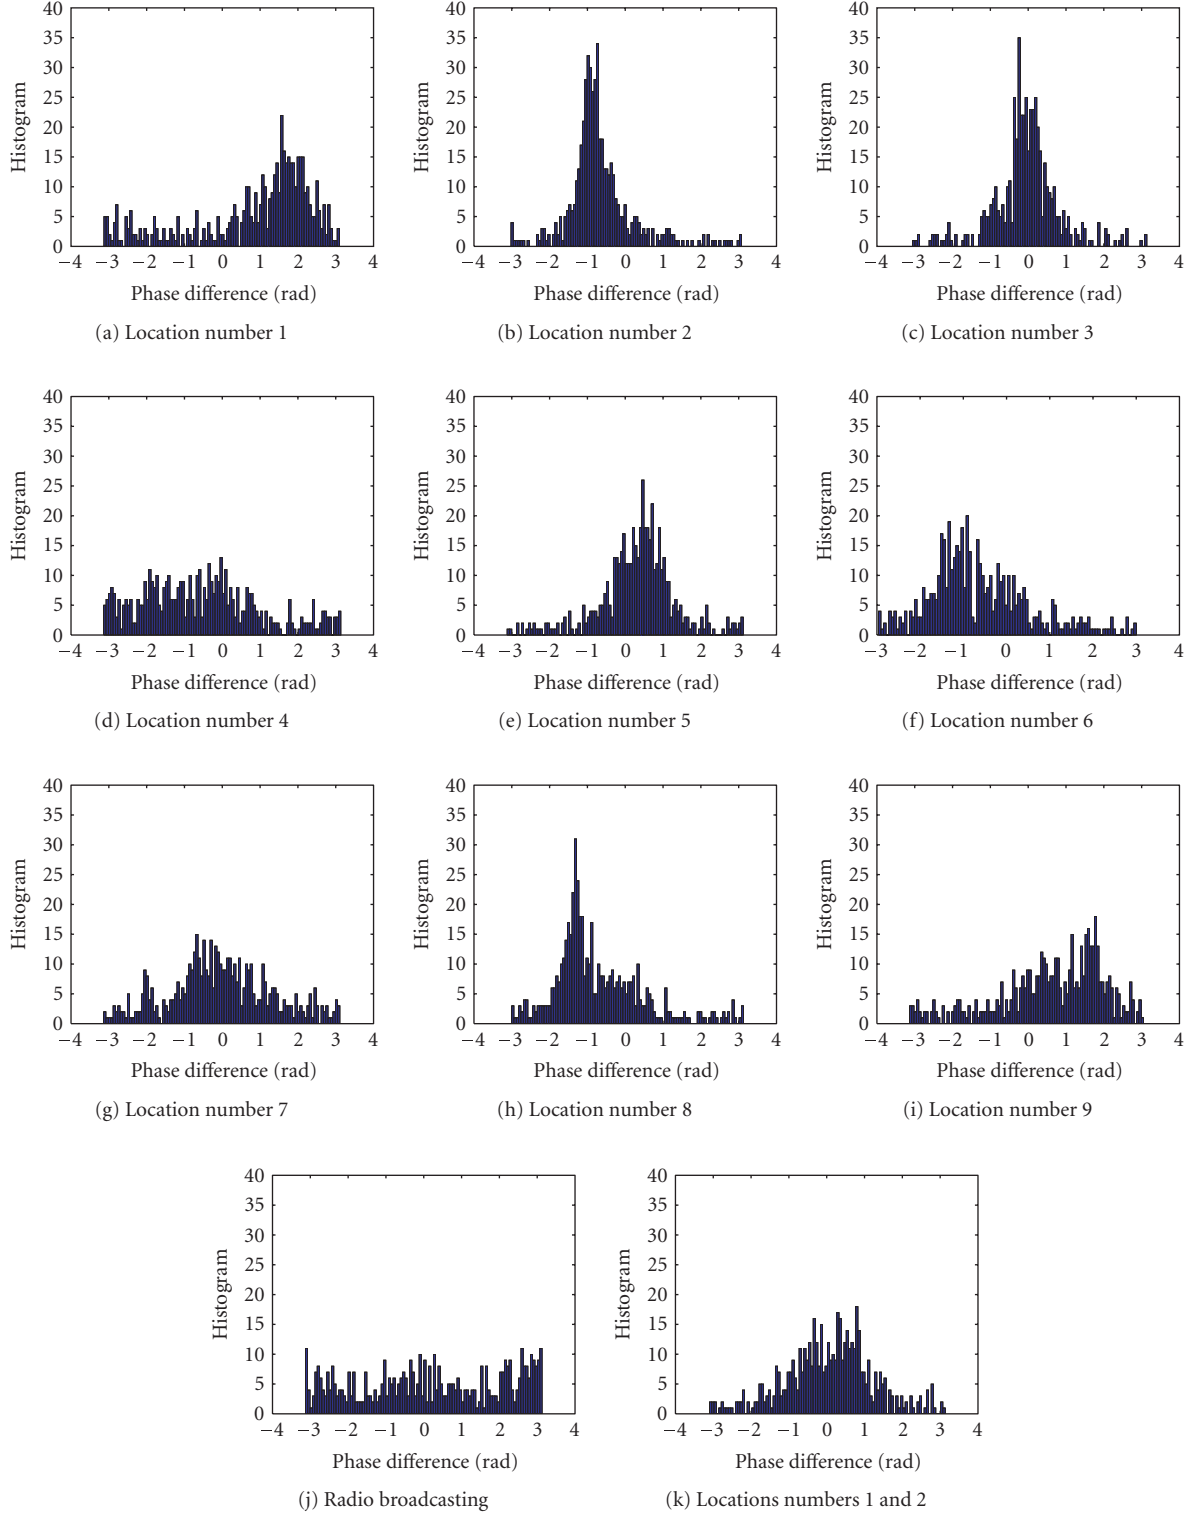 40
35
30
25
20
15
10
5
0
Histogram
−4 −3 −2 −1 0 1 2 3 4
Phase difference (rad)
(a) Location number 1
40
35
30
25
20
15
10
5
0
Histogram
−4 −3 −2 −1 0 1 2 3 4
Phase difference (rad)
(b) Location number 2
40
35
30
25
20
15
10
5
0
Histogram
−4 −3 −2 −1 0 1 2 3 4
Phase difference (rad)
(c) Location number 3
40
35
30
25
20
15
10
5
0
Histogram
−4 −3 −2 −1 0 1 2 3 4
Phase difference (rad)
(d) Location number 4
40
35
30
25
20
15
10
5
0
Histogram
−4 −3 −2 −1 0 1 2 3 4
Phase difference (rad)
(e) Location number 5
40
35
30
25
20
15
10
5
0
Histogram
−3 −2 −1 0 1 2 3 4
Phase difference (rad)
(f) Location number 6
40
35
30
25
20
15
10
5
0
Histogram
−4 −3 −2 −1 0 1 2 3 4
Phase difference (rad)
(g) Location number 7
40
35
30
25
20
15
10
5
0
Histogram
−4 −3 −2 −1 0 1 2 3 4
Phase difference (rad)
(h) Location number 8
40
35
30
25
20
15
10
5
0
Histogram
−4 −3 −2 −1 0 1 2 3 4
Phase difference (rad)
(i) Location number 9
40
35
30
25
20
15
10
5
0
Histogram
−4 −3 −2 −1 0 1 2 3 4
Phase difference (rad)
(j) Radio broadcasting
40
35
30
25
20
15
10
5
0
Histogram
−4 −3 −2 −1 0 1 2 3 4
Phase difference (rad)
(k) Locations numbers 1 and 2